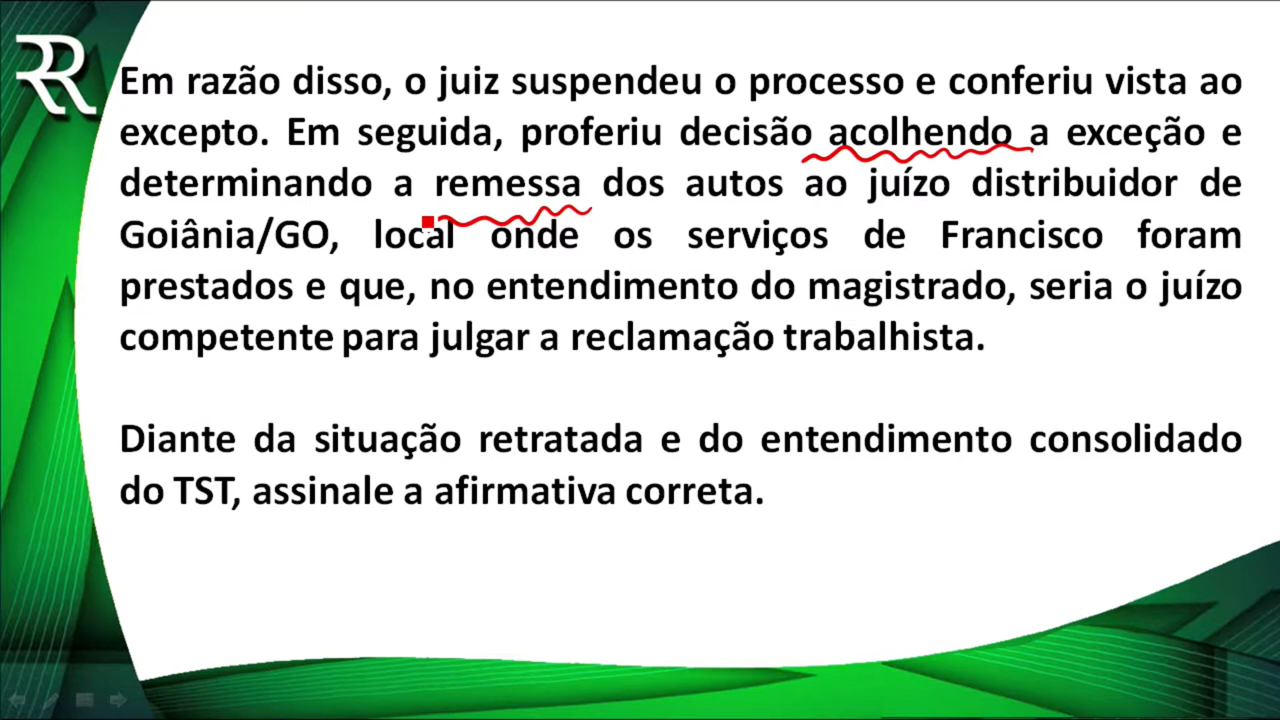 RR
Em razão disso, o juiz suspendeu o processo e conferiu vista ao
excepto. Em seguida, proferiu decisão acolhendo a exceção e
determinando a remessa dos autos ao juízo distribuidor de
Goiânia/GO, local onde os serviços de Francisco foram
prestados e que, no entendimento do magistrado, seria o juízo
competente para julgar a reclamação trabalhista.
Diante da situação retratada e do entendimento consolidado
do TST, assinale a afirmativa correta.